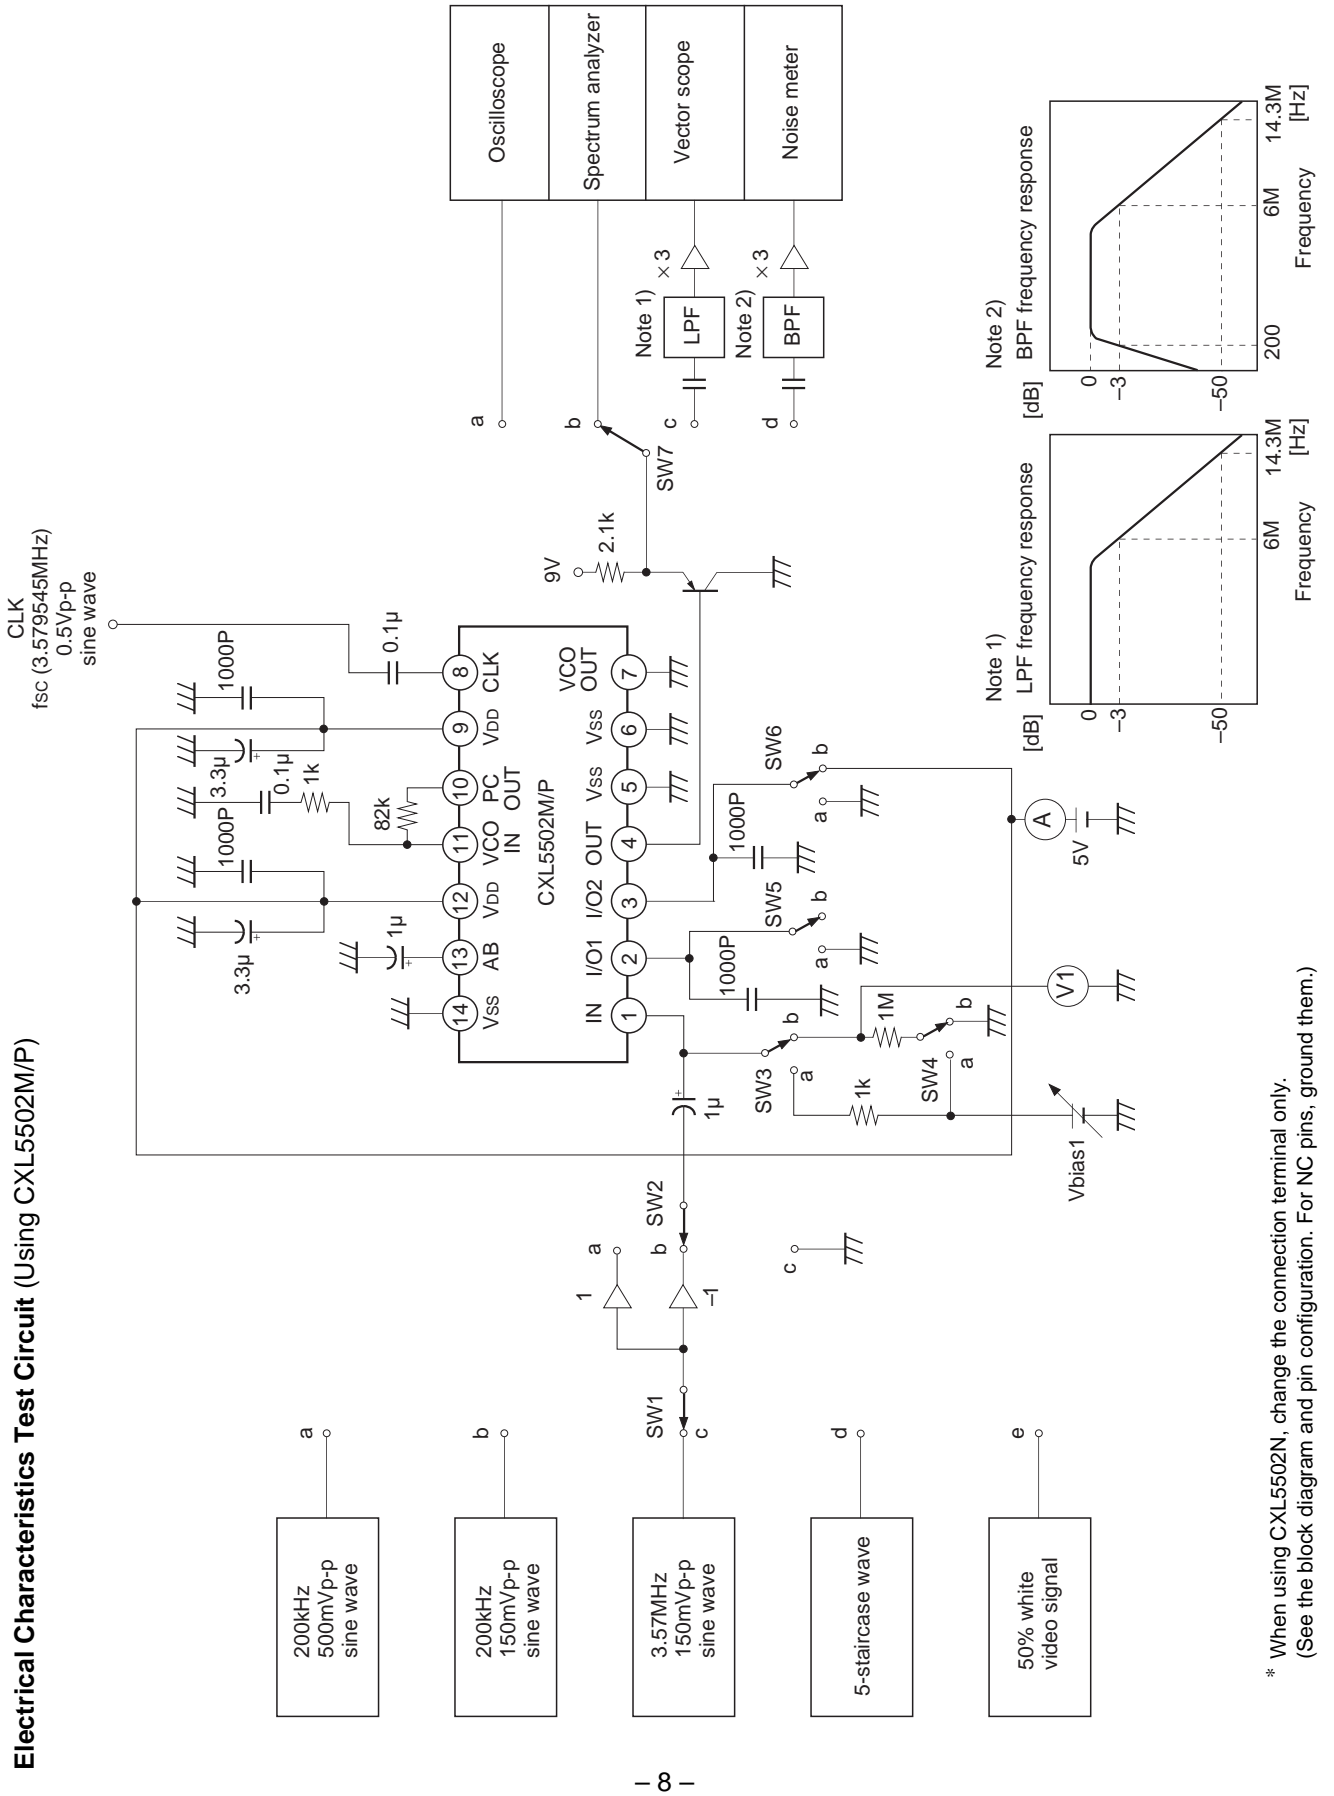 Electrical Characteristics Test Circuit (Using CXL5502M/P)
CLK
fsc (3.579545MHz)
0.5Vp-p
sine wave
200kHz
500mVp-p
sine wave
a
200kHz
150mVp-p
sine wave
b
3.57MHz
150mVp-p
sine wave
SW1
c
5-staircase wave
d
50% white
video signal
e
1
a
–1
b
SW2
c
1µ
3.3µ
1000P
0.1µ
1k
3.3µ
1000P
0.1µ
1µ
82k
14
13
12
11
10
9
8
VSS
AB
VDD
VCO
IN
PC
OUT
VDD
CLK
CXL5502M/P
IN
I/O1
I/O2
OUT
VSS
VSS
VCO
OUT
1
2
3
4
5
6
7
SW3
a
b
1k
1M
SW4
a
b
Vbias1
V1
1000P
SW5
a
b
1000P
SW6
a
b
A
5V
9V
2.1k
SW7
a
b
c
d
Note 1)
LPF
× 3
Note 2)
BPF
× 3
Oscilloscope
Spectrum analyzer
Vector scope
Noise meter
Note 1)
LPF frequency response
[dB]
0
–3
–50
6M
14.3M
[Hz]
Frequency
Note 2)
BPF frequency response
[dB]
0
–3
–50
200
6M
14.3M
[Hz]
Frequency
* When using CXL5502N, change the connection terminal only.
(See the block diagram and pin configuration. For NC pins, ground them.)
– 8 –